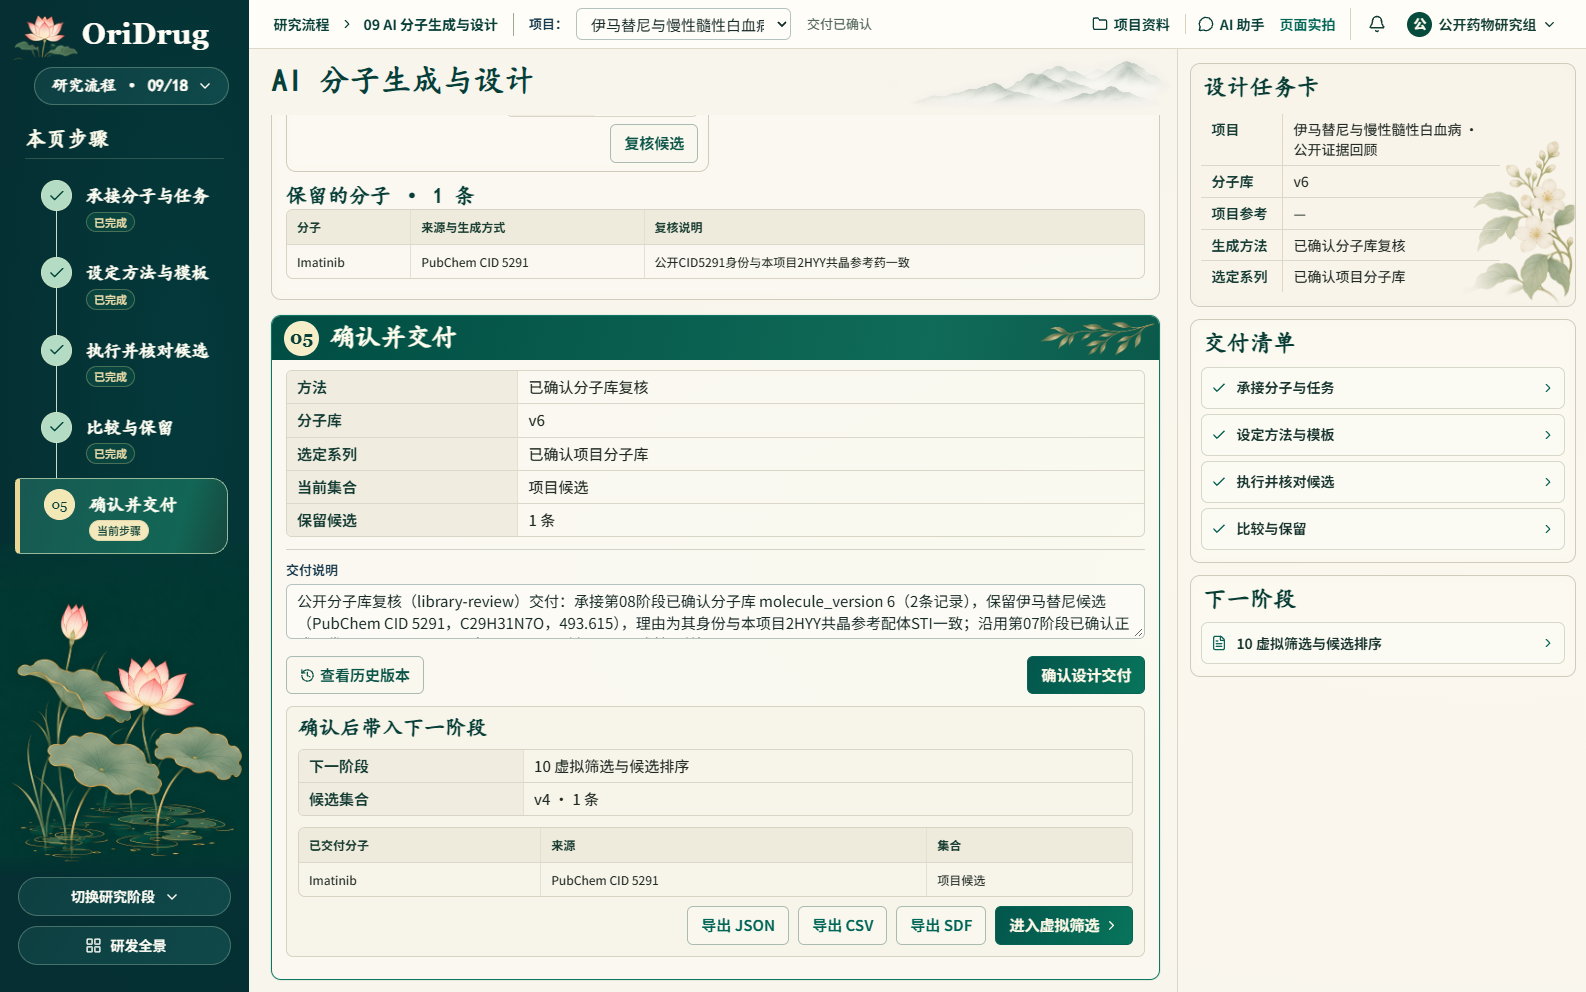 OriDrug
研究流程 • 09/18
本页步骤
承接分子与任务
已完成
设定方法与模板
已完成
执行并核对候选
已完成
比较与保留
已完成
05 确认并交付
当前步骤
切换研究阶段
研发全景
研究流程 > 09 AI 分子生成与设计
项目：
伊马替尼与慢性髓性白血病
交付已确认
项目资料
AI 助手
页面实拍
公 公开药物研究组
AI 分子生成与设计
复核候选
保留的分子 • 1 条
分子 来源与生成方式 复核说明
Imatinib PubChem CID 5291 公开CID5291身份与本项目2HYY共晶参考药一致
05 确认并交付
方法 已确认分子库复核
分子库 v6
选定系列 已确认项目分子库
当前集合 项目候选
保留候选 1 条
交付说明
公开分子库复核（library-review）交付：承接第08阶段已确认分子库 molecule_version 6（2条记录），保留伊马替尼候选
（PubChem CID 5291，C29H31N7O，493.615），理由为其身份与本项目2HYY共晶参考配体STI一致；沿用第07阶段已确认正
查看历史版本
确认设计交付
确认后带入下一阶段
下一阶段 10 虚拟筛选与候选排序
候选集合 v4 • 1 条
已交付分子 来源 集合
Imatinib PubChem CID 5291 项目候选
导出 JSON
导出 CSV
导出 SDF
进入虚拟筛选 >
设计任务卡
项目 伊马替尼与慢性髓性白血病 •
公开证据回顾
分子库 v6
项目参考 —
生成方法 已确认分子库复核
选定系列 已确认项目分子库
交付清单
承接分子与任务
设定方法与模板
执行并核对候选
比较与保留
下一阶段
10 虚拟筛选与候选排序